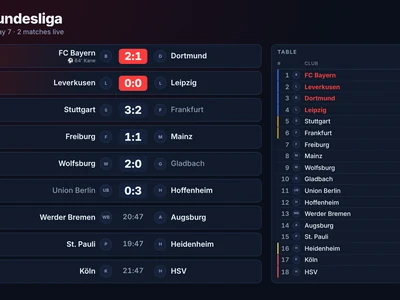 undesliga
ay 7 · 2 matches live
FC Bayern B 2:1 D Dortmund
84' Kane
Leverkusen L 0:0 L Leipzig
Stuttgart S 3:2 F Frankfurt
Freiburg F 1:1 M Mainz
Wolfsburg W 2:0 G Gladbach
Union Berlin UB 0:3 H Hoffenheim
Werder Bremen WB 20:47 A Augsburg
St. Pauli P 19:47 H Heidenheim
Köln K 21:47 H HSV
TABLE
# CLUB
1 FC Bayern
2 Leverkusen
3 Dortmund
4 Leipzig
5 Stuttgart
6 Frankfurt
7 Freiburg
8 Mainz
9 Wolfsburg
10 Gladbach
11 Union Berlin
12 Hoffenheim
13 Werder Bremen
14 Augsburg
15 St. Pauli
16 Heidenheim
17 Köln
18 HSV